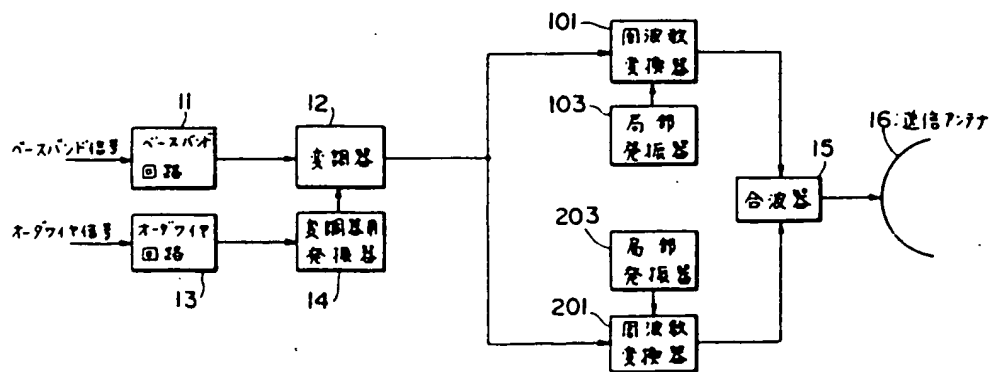 101
周波数
変換器
11
12
103
局部
発振器
16:送信アンテナ
ベースバンド信号
ベースバンド
回路
変調器
15
合波器
オーダワイヤ信号
オーダワイヤ
回路
変調器用
発振器
203
局部
発振器
13
14
201
周波数
変換器